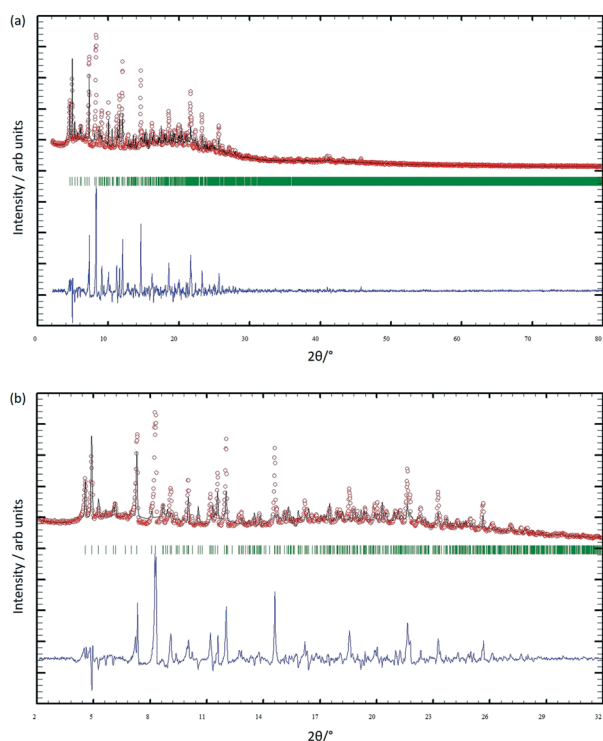 (a)
Intensity / arb units
0 10 20 30 40 50 60 70 80
2θ/°
(b)
Intensity / arb units
2 5 8 11 14 17 20 23 26 29 32
2θ/°